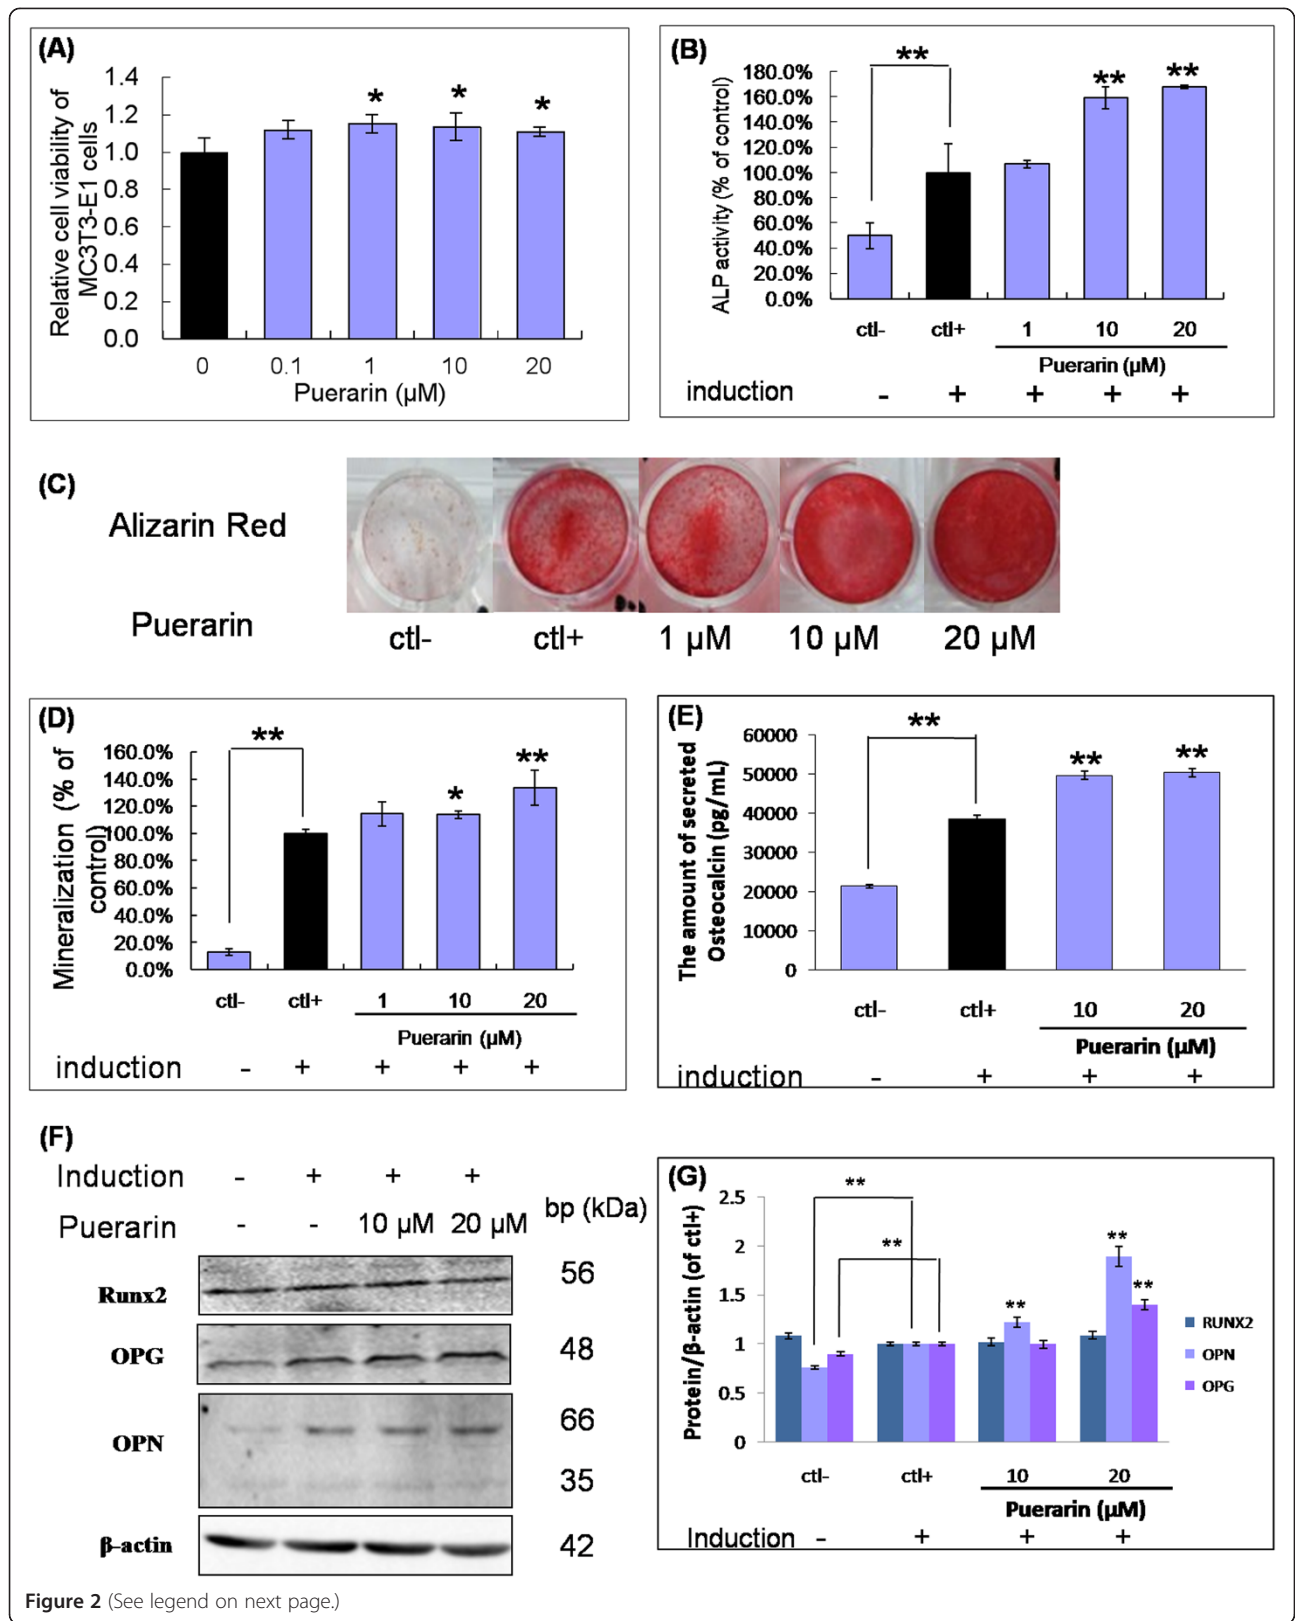 (A)
Relative cell viability of
MC3T3-E1 cells
1.4
1.2
1.0
0.8
0.6
0.4
0.2
0.0
* * *
0 0.1 1 10 20
Puerarin (µM)
(B)
ALP activity (% of control)
180.0%
160.0%
140.0%
120.0%
100.0%
80.0%
60.0%
40.0%
20.0%
0.0%
** ** **
ctl- ctl+ 1 10 20
Puerarin (µM)
induction - + + + +
(C)
Alizarin Red
Puerarin ctl- ctl+ 1 µM 10 µM 20 µM
(D)
Mineralization (% of
control)
160.0%
140.0%
120.0%
100.0%
80.0%
60.0%
40.0%
20.0%
0.0%
** * **
ctl- ctl+ 1 10 20
Puerarin (µM)
induction - + + + +
(E)
The amount of secreted
Osteocalcin (pg/mL)
60000
50000
40000
30000
20000
10000
0
** ** **
ctl- ctl+ 10 20
Puerarin (µM)
induction - + + +
(F)
Induction - + + +
Puerarin - - 10 µM 20 µM bp (kDa)
Runx2 56
OPG 48
OPN 66
35
β-actin 42
(G)
Protein/β-actin (of ctl+)
2.5
2
1.5
1
0.5
0
** ** ** ** **
RUNX2
OPN
OPG
ctl- ctl+ 10 20
Puerarin (µM)
Induction - + + +
Figure 2 (See legend on next page.)